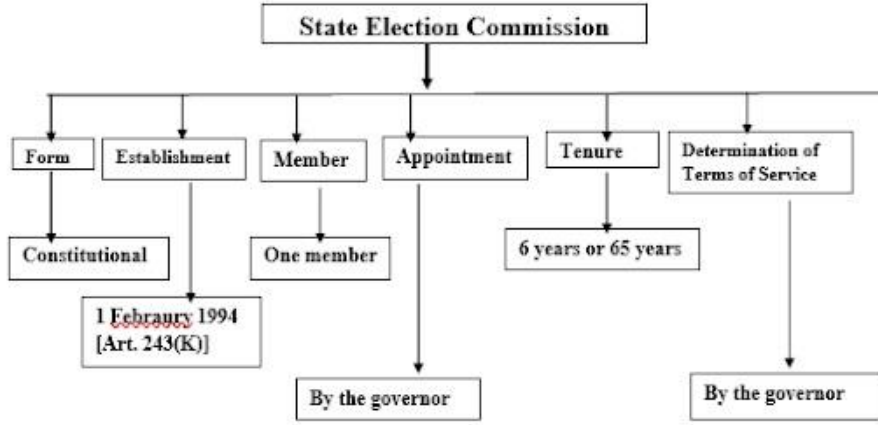 State Election Commission
Form
Establishment
Member
Appointment
Tenure
Determination of
Terms of Service
Constitutional
One member
6 years or 65 years
1 Febraury 1994
[Art. 243(K)]
By the governor
By the governor